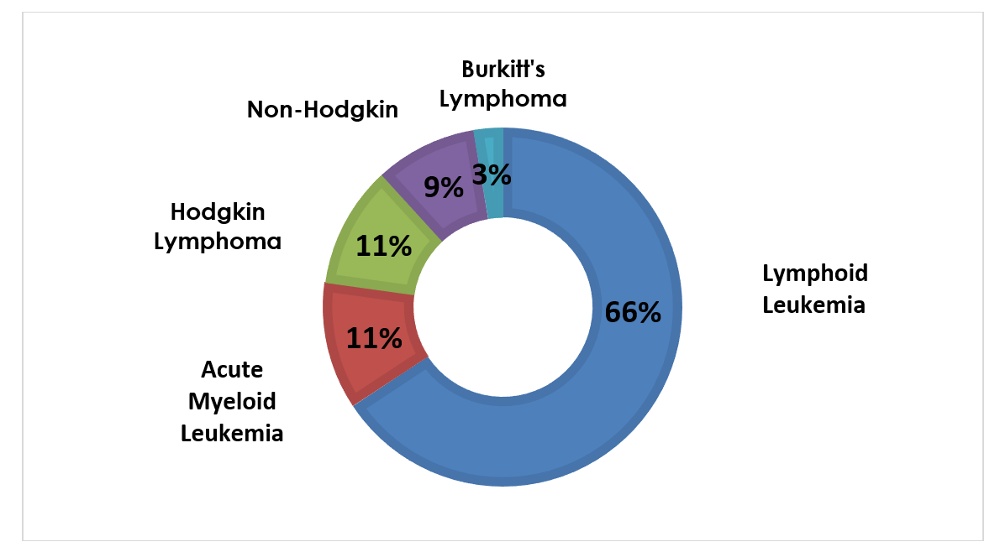 Burkitt's
Lymphoma
Non-Hodgkin
3%
9%
Hodgkin
Lymphoma
11%
Lymphoid
Leukemia
66%
11%
Acute
Myeloid
Leukemia